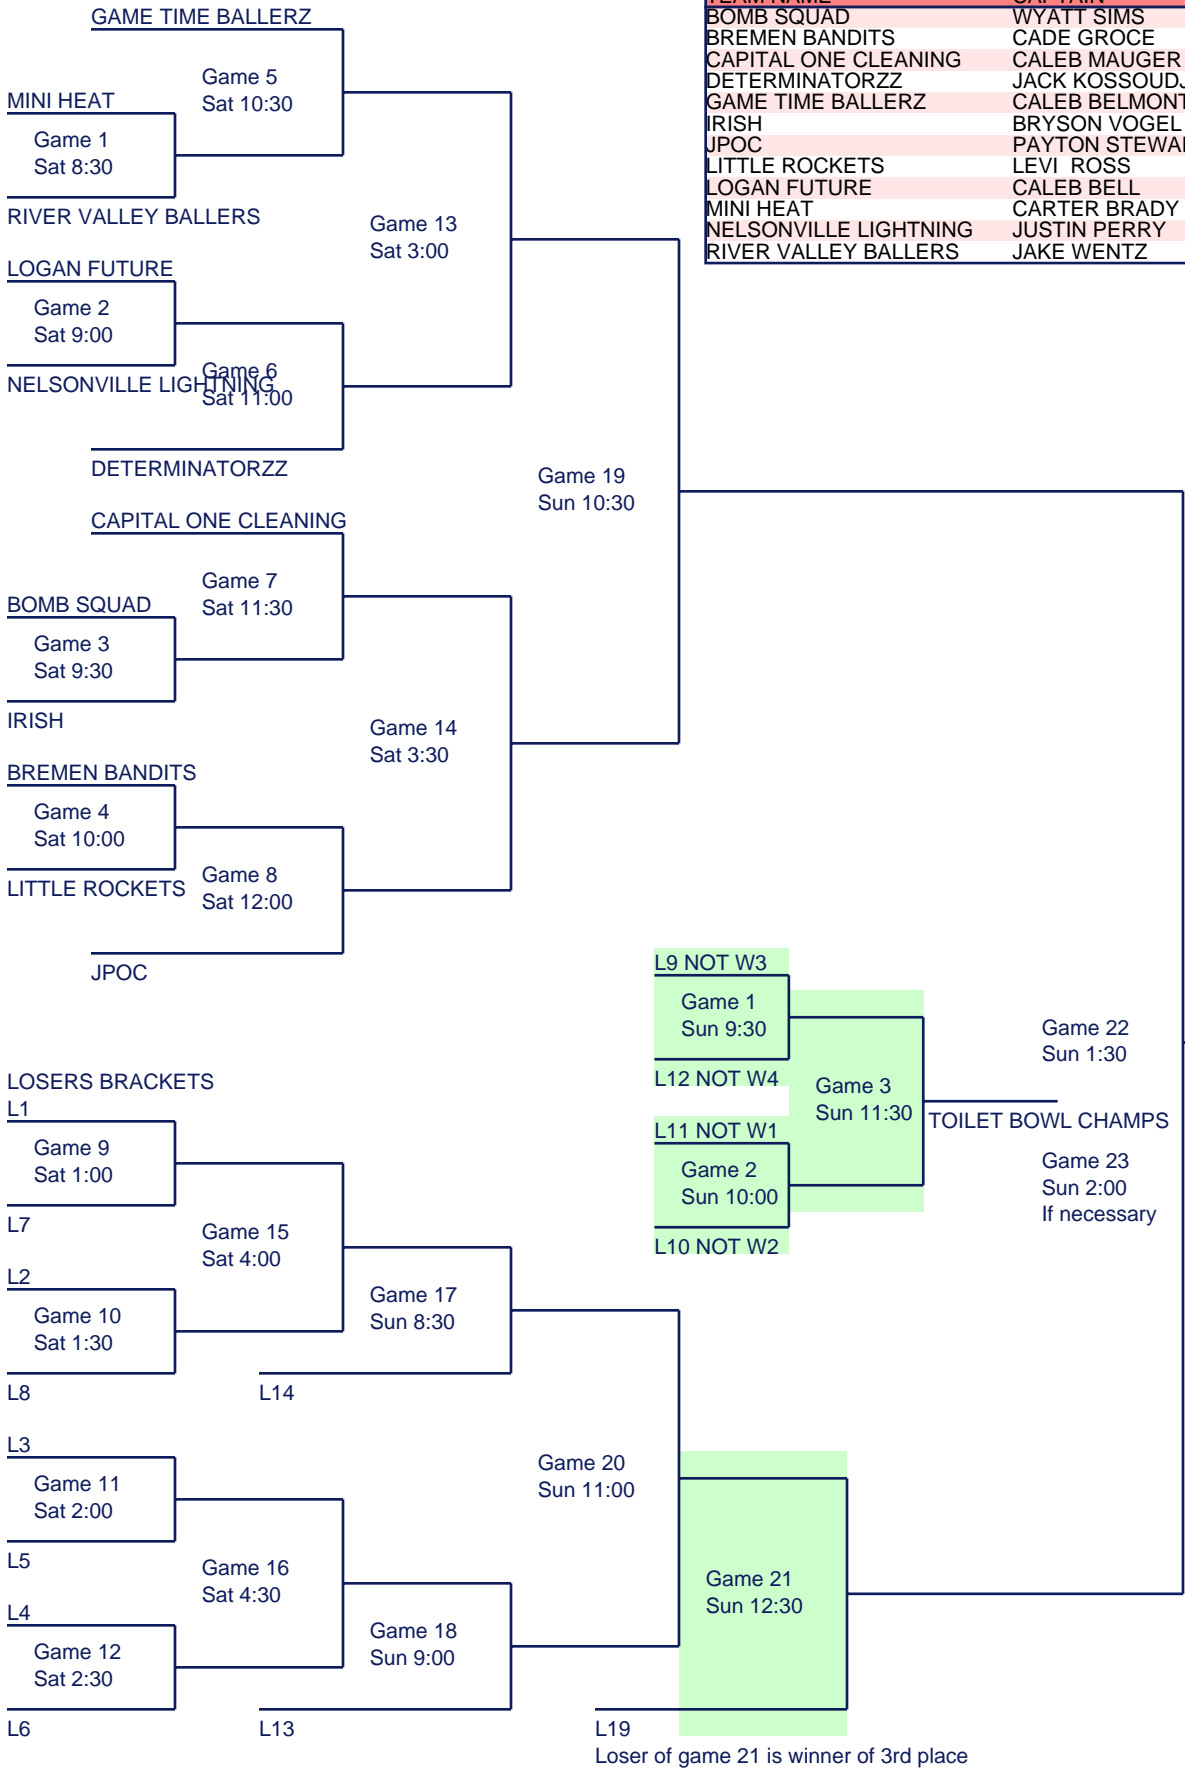 GAME TIME BALLERZ
Game 5
Sat 10:30
MINI HEAT
Game 1
Sat 8:30
RIVER VALLEY BALLERS
Game 13
Sat 3:00
LOGAN FUTURE
Game 2
Sat 9:00
Game 6
Sat 11:00
NELSONVILLE LIGHTNING
DETERMINATORZZ
Game 19
Sun 10:30
CAPITAL ONE CLEANING
Game 7
Sat 11:30
BOMB SQUAD
Game 3
Sat 9:30
IRISH
Game 14
Sat 3:30
BREMEN BANDITS
Game 4
Sat 10:00
LITTLE ROCKETS
Game 8
Sat 12:00
JPOC
TEAM NAME CAPTAIN
BOMB SQUAD WYATT SIMS
BREMEN BANDITS CADE GROCE
CAPITAL ONE CLEANING CALEB MAUGER
DETERMINATORZZ JACK KOSSOUDJ
GAME TIME BALLERZ CALEB BELMONT
IRISH BRYSON VOGEL
JPOC PAYTON STEWA
LITTLE ROCKETS LEVI ROSS
LOGAN FUTURE CALEB BELL
MINI HEAT CARTER BRADY
NELSONVILLE LIGHTNING JUSTIN PERRY
RIVER VALLEY BALLERS JAKE WENTZ
L9 NOT W3
Game 1
Sun 9:30
L12 NOT W4
Game 3
Sun 11:30
L11 NOT W1
Game 2
Sun 10:00
L10 NOT W2
TOILET BOWL CHAMPS
Game 22
Sun 1:30
Game 23
Sun 2:00
If necessary
LOSERS BRACKETS
L1
Game 9
Sat 1:00
L7
Game 15
Sat 4:00
L2
Game 10
Sat 1:30
L8
Game 17
Sun 8:30
L14
L3
Game 11
Sat 2:00
L5
Game 16
Sat 4:30
L4
Game 12
Sat 2:30
L6
Game 18
Sun 9:00
L13
Game 20
Sun 11:00
Game 21
Sun 12:30
L19
Loser of game 21 is winner of 3rd place